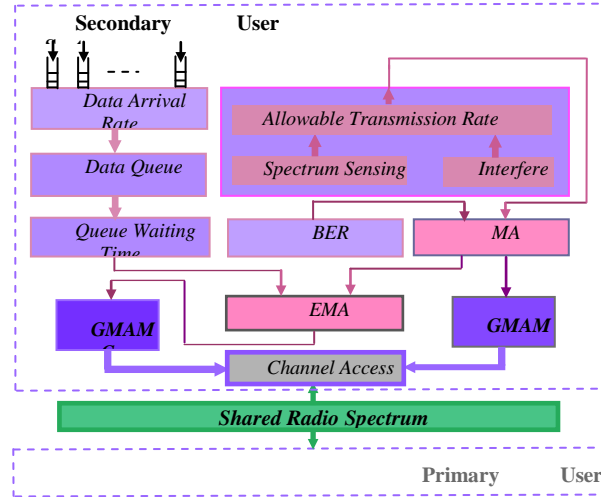 Secondary User
Data Arrival
Rate
Allowable Transmission Rate
Data Queue
Spectrum Sensing
Interfere
Queue Waiting
Time
BER
MA
GMAM
EMA
GMAM
Channel Access
Shared Radio Spectrum
Primary User